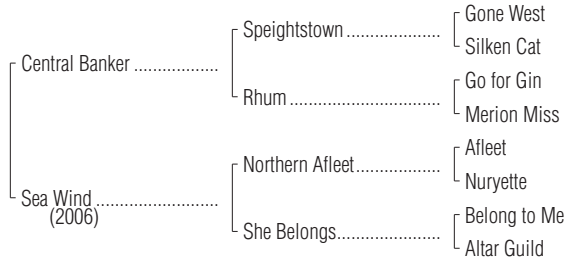 Gone West
Speightstown
Silken Cat
Central Banker
Go for Gin
Rhum
Merion Miss
Afleet
Northern Afleet
Nuryette
Sea Wind
(2006)
Belong to Me
She Belongs
Altar Guild